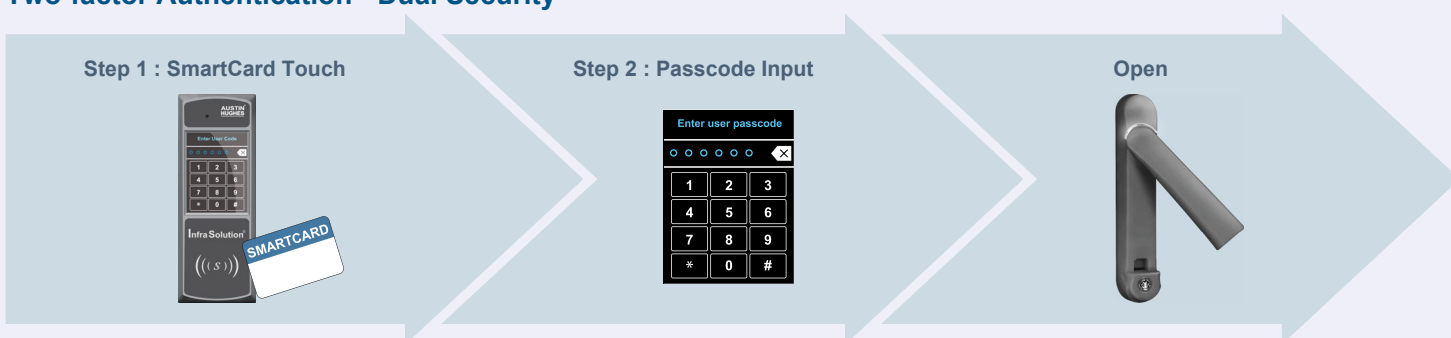 Two-factor Authentication - Dual Security
Step 1 : SmartCard Touch
AUSTIN
HUGHES
Enter User Code
1 2 3
4 5 6
7 8 9
* 0 #
InfraSolution®
((( S )))
SMARTCARD
Step 2 : Passcode Input
Enter user passcode
1 2 3
4 5 6
7 8 9
* 0 #
Open